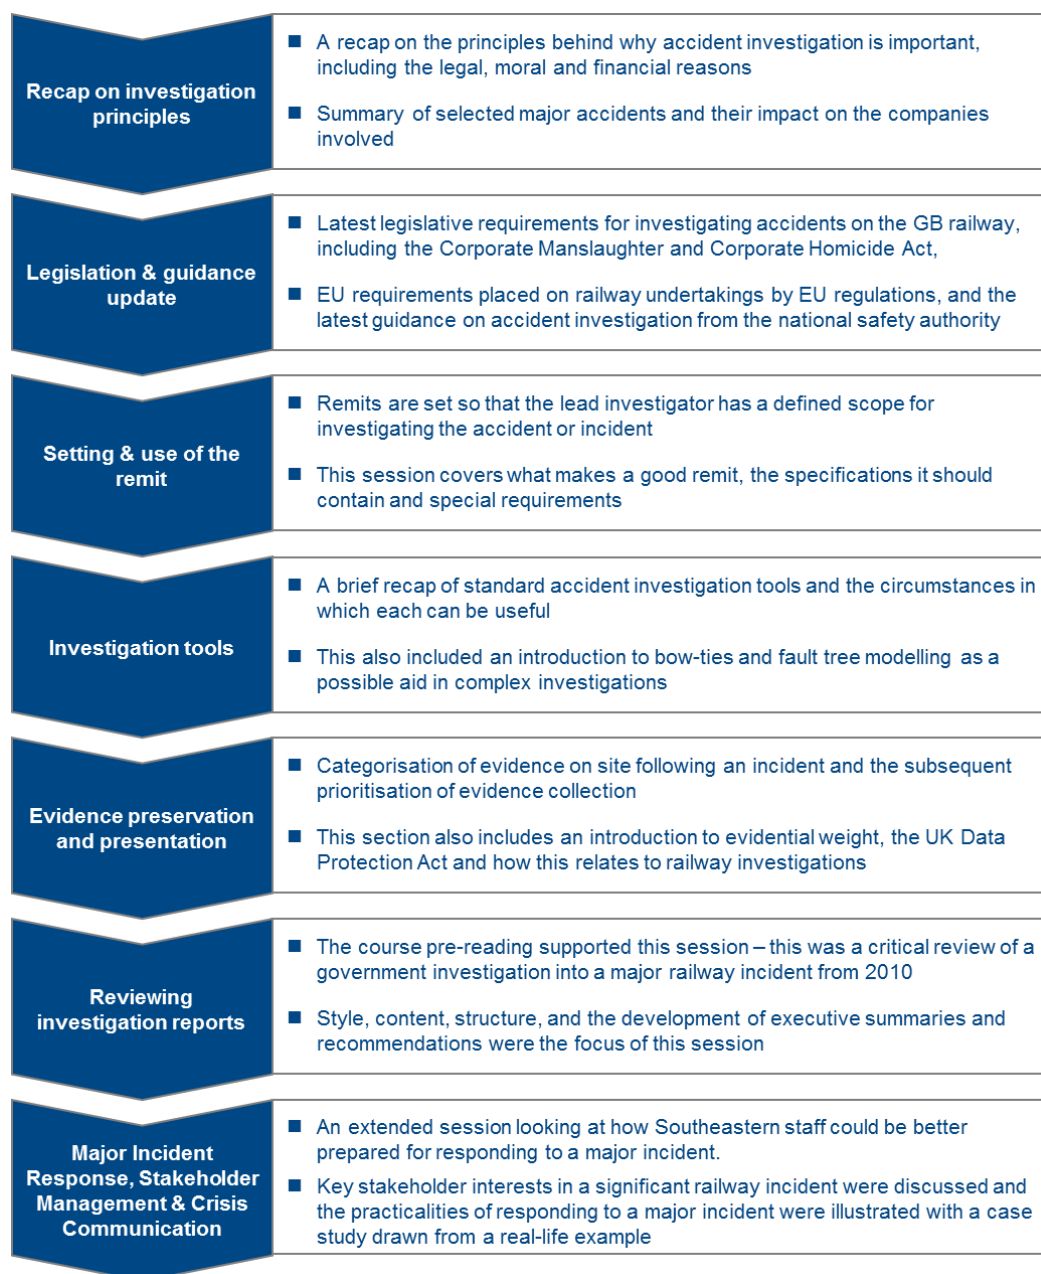 Recap on investigation
principles
■ A recap on the principles behind why accident investigation is important,
including the legal, moral and financial reasons
■ Summary of selected major accidents and their impact on the companies
involved
Legislation & guidance
update
■ Latest legislative requirements for investigating accidents on the GB railway,
including the Corporate Manslaughter and Corporate Homicide Act,
■ EU requirements placed on railway undertakings by EU regulations, and the
latest guidance on accident investigation from the national safety authority
Setting & use of the
remit
■ Remits are set so that the lead investigator has a defined scope for
investigating the accident or incident
■ This session covers what makes a good remit, the specifications it should
contain and special requirements
Investigation tools
■ A brief recap of standard accident investigation tools and the circumstances in
which each can be useful
■ This also included an introduction to bow-ties and fault tree modelling as a
possible aid in complex investigations
Evidence preservation
and presentation
■ Categorisation of evidence on site following an incident and the subsequent
prioritisation of evidence collection
■ This section also includes an introduction to evidential weight, the UK Data
Protection Act and how this relates to railway investigations
Reviewing
investigation reports
■ The course pre-reading supported this session – this was a critical review of a
government investigation into a major railway incident from 2010
■ Style, content, structure, and the development of executive summaries and
recommendations were the focus of this session
Major Incident
Response, Stakeholder
Management & Crisis
Communication
■ An extended session looking at how Southeastern staff could be better
prepared for responding to a major incident.
■ Key stakeholder interests in a significant railway incident were discussed and
the practicalities of responding to a major incident were illustrated with a case
study drawn from a real-life example